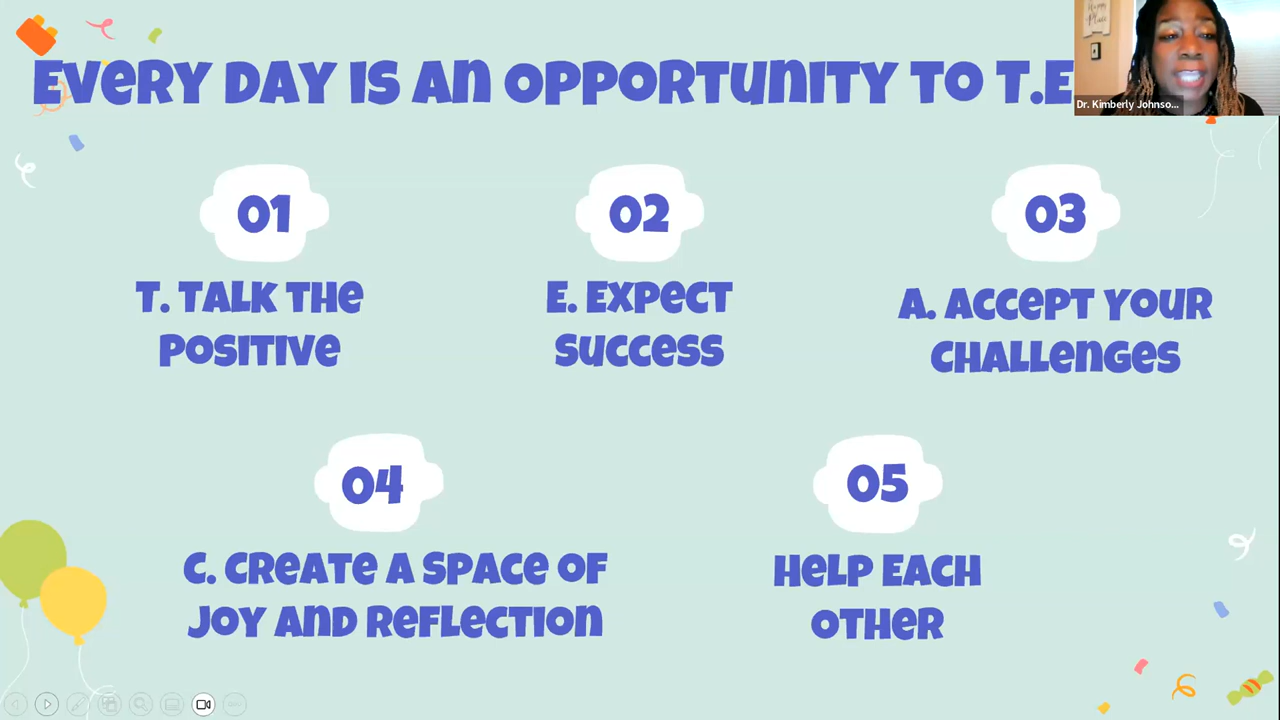 EVERY DAY IS AN OPPORTUNITY TO T.E
Dr. Kimberly Johnso...
01
02
03
T. TALK THE
POSITIVE
E. EXPECT
SUCCESS
A. ACCEPT YOUR
CHALLENGES
04
05
C. CREATE A SPACE OF
JOY AND REFLECTION
HELP EACH
OTHER